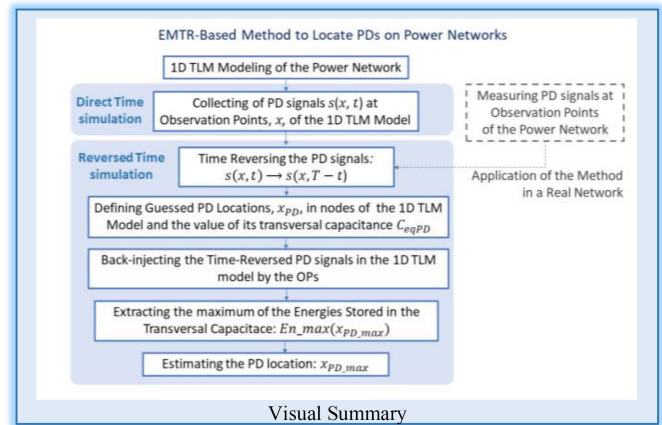 EMTR-Based Method to Locate PDs on Power Networks
1D TLM Modeling of the Power Network
Direct Time
simulation
Collecting of PD signals s(x, t) at
Observation Points, x, of the 1D TLM Model
Measuring PD signals at
Observation Points
of the Power Network
Reversed Time
simulation
Time Reversing the PD signals:
s(x, t) ⟶ s(x, T − t)
Application of the Method
in a Real Network
Defining Guessed PD Locations, x_PD, in nodes of the 1D TLM
Model and the value of its transversal capacitance C_eqPD
Back-injecting the Time-Reversed PD signals in the 1D TLM
model by the OPs
Extracting the maximum of the Energies Stored in the
Transversal Capacitace: En_max(x_PD_max)
Estimating the PD location: x_PD_max
Visual Summary